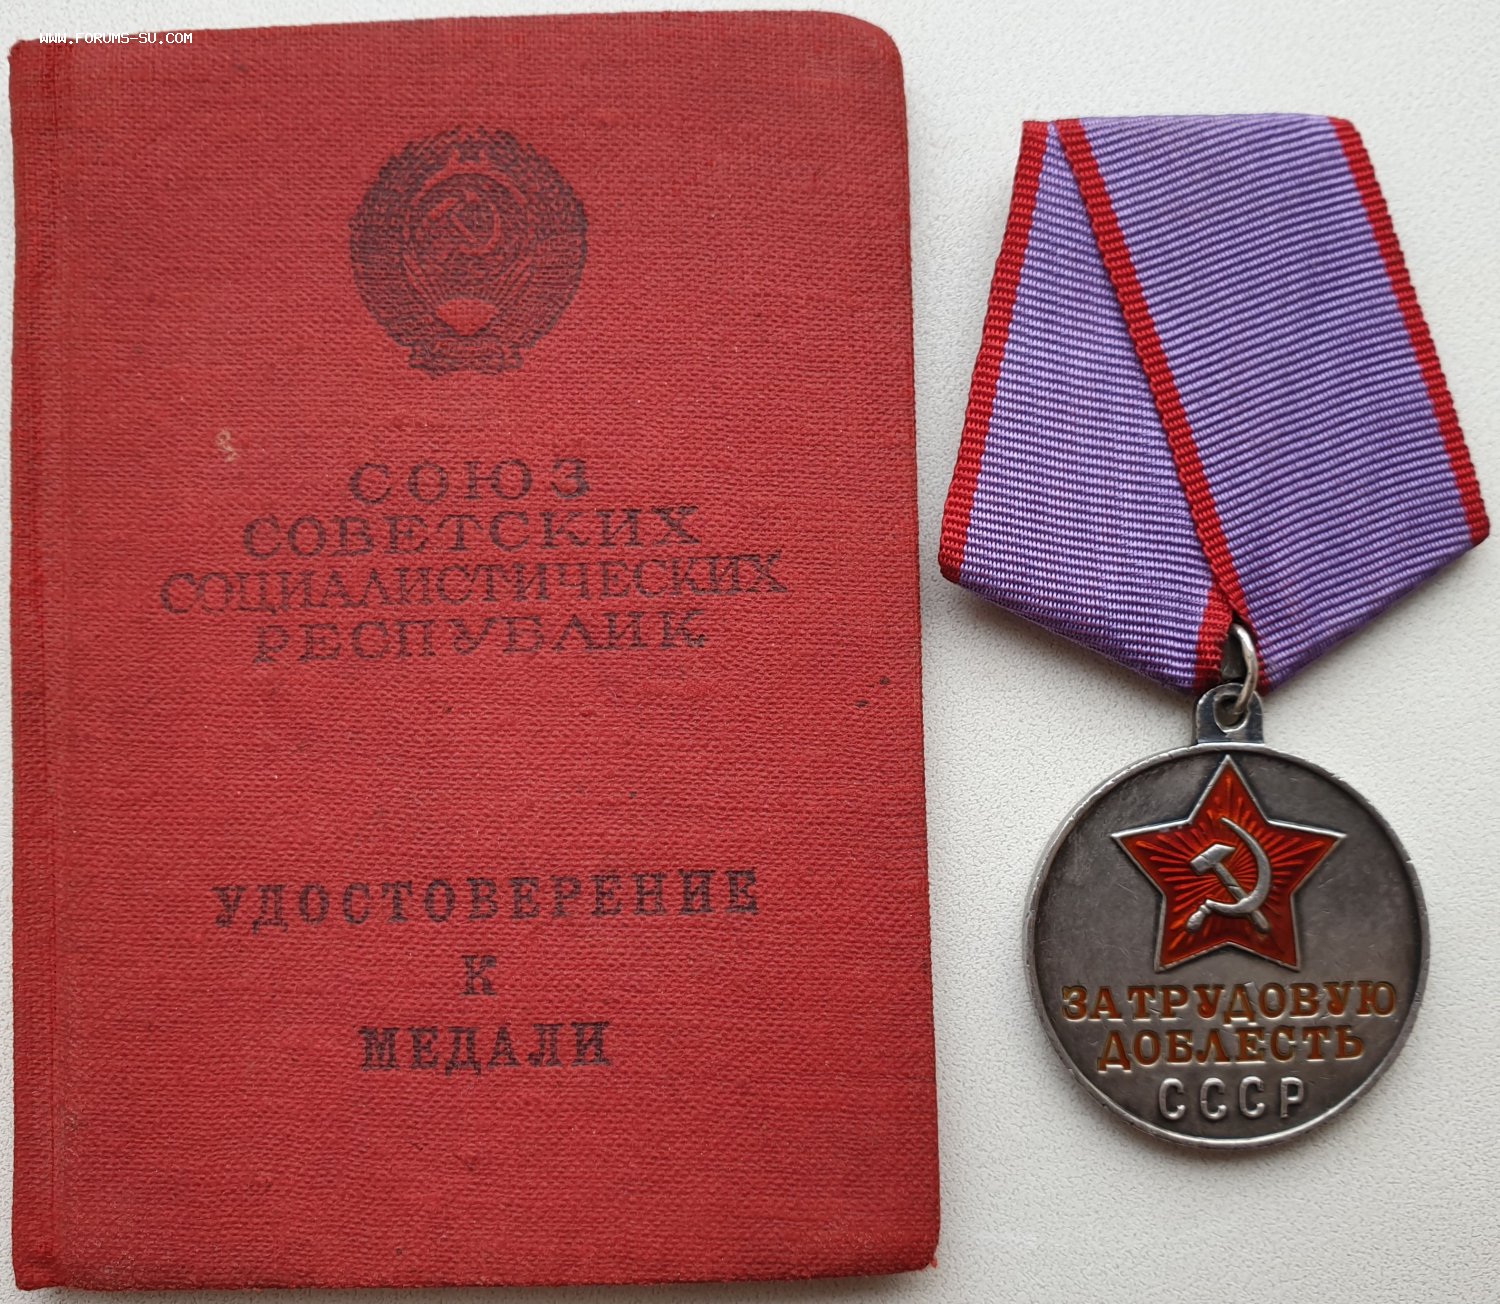 www.forums-su.com
СОЮЗ
СОВЕТСКИХ
СОЦИАЛИСТИЧЕСКИХ
РЕСПУБЛИК
УДОСТОВЕРЕНИЕ
К
МЕДАЛИ
ЗА ТРУДОВУЮ
ДОБЛЕСТЬ
СССР